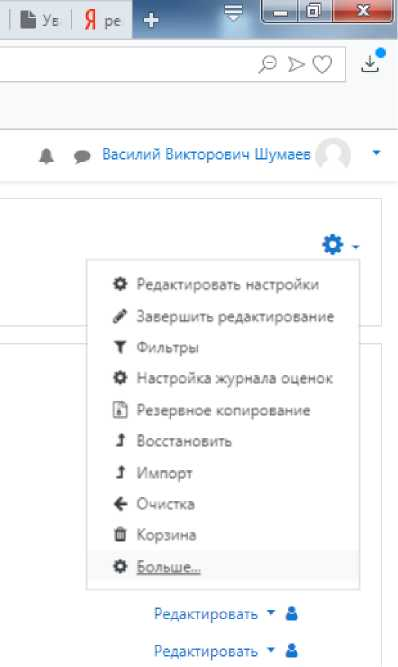 Ув
Я ре
Василий Викторович Шумаев
Редактировать настройки
Завершить редактирование
Фильтры
Настройка журнала оценок
Резервное копирование
Восстановить
Импорт
Очистка
Корзина
Больше...
Редактировать
Редактировать